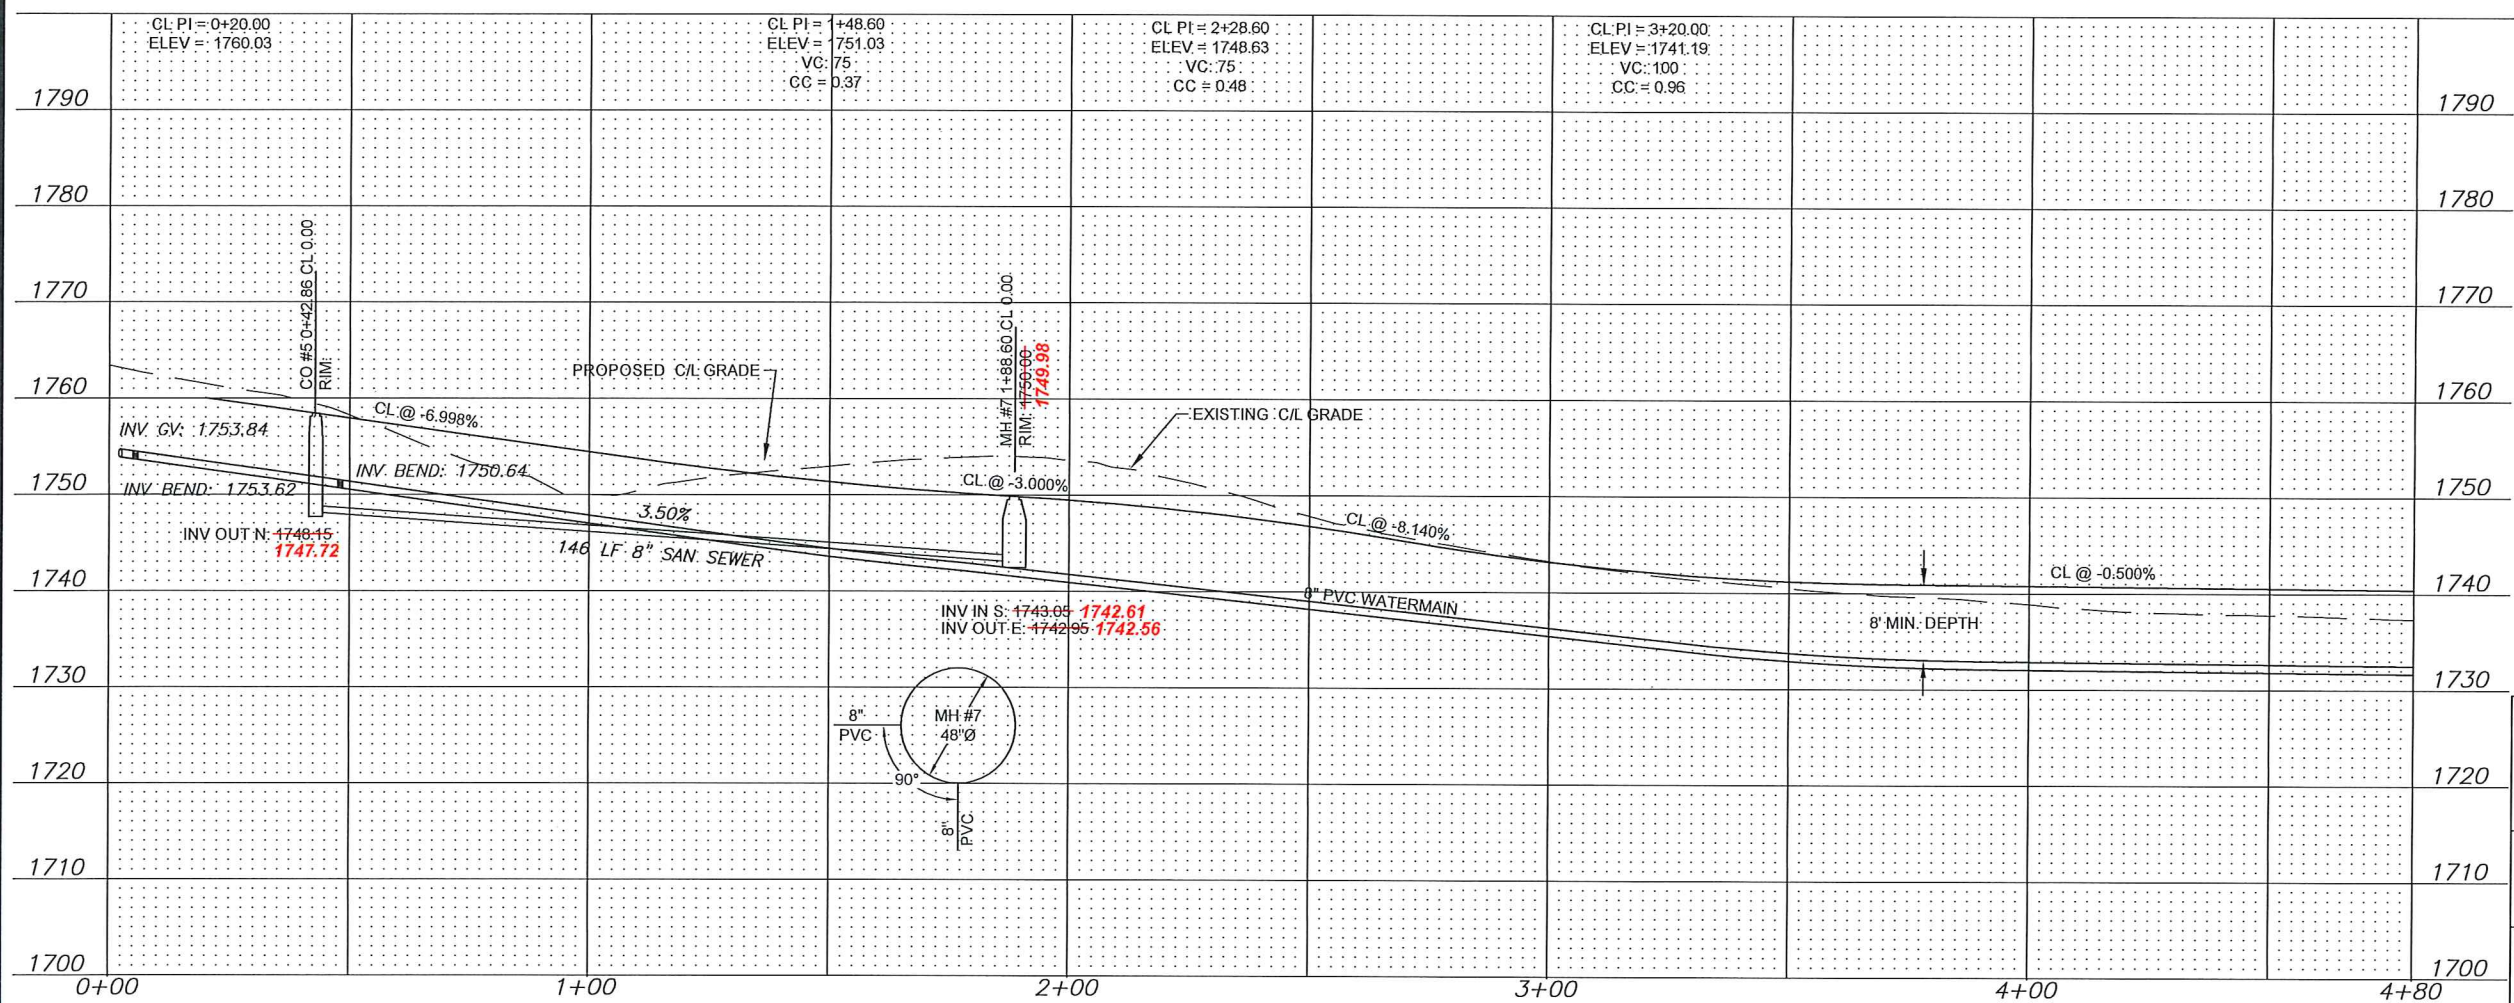 CL PI = 0+20.00
ELEV = 1760.03
CL PI = 1+48.60
ELEV = 1751.03
VC: 75
CC = 0.37
CL PI = 2+28.60
ELEV = 1748.63
VC: 75
CC = 0.48
CL PI = 3+20.00
ELEV = 1741.19
VC: 100
CC = 0.96
1790
1790
1780
1780
1770
1770
CO #5 0+42.86 CL 0.00
RIM:
MH #7 1+88.60 CL 0.00
RIM: 1750.00
1749.98
PROPOSED C/L GRADE
1760
1760
CL @ -6.998%
EXISTING C/L GRADE
INV GV: 1753.84
INV BEND: 1750.64
CL @ -3.000%
1750
INV BEND: 1753.62
1750
3.50%
CL @ -8.140%
INV OUT N: 1748.15
1747.72
146 LF 8" SAN SEWER
1740
CL @ -0.500%
1740
8" PVC WATERMAIN
INV IN S: 1743.05 1742.61
INV OUT E: 1742.95 1742.56
8' MIN. DEPTH
1730
1730
8"
PVC
MH #7
48"Ø
90°
1720
1720
8"
PVC
1710
1710
1700
1700
0+00
1+00
2+00
3+00
4+00
4+80